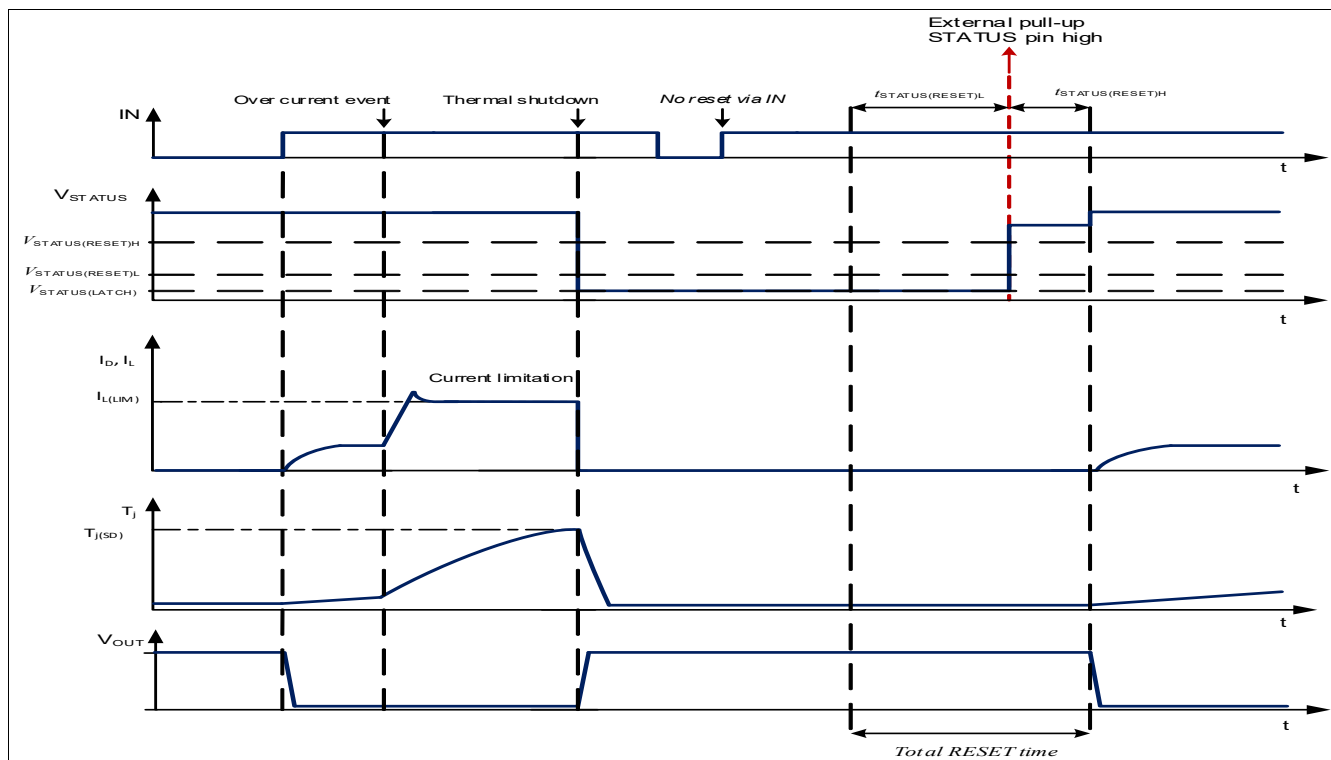 External pull-up
STATUS pin high
Over current event
Thermal shutdown
No reset via IN
tSTATUS(RESET)L
tSTATUS(RESET)H
IN
t
VSTATUS
VSTATUS(RESET)H
VSTATUS(RESET)L
VSTATUS(LATCH)
t
ID, IL
Current limitation
IL(LIM)
t
Tj
Tj(SD)
t
VOUT
t
Total RESET time